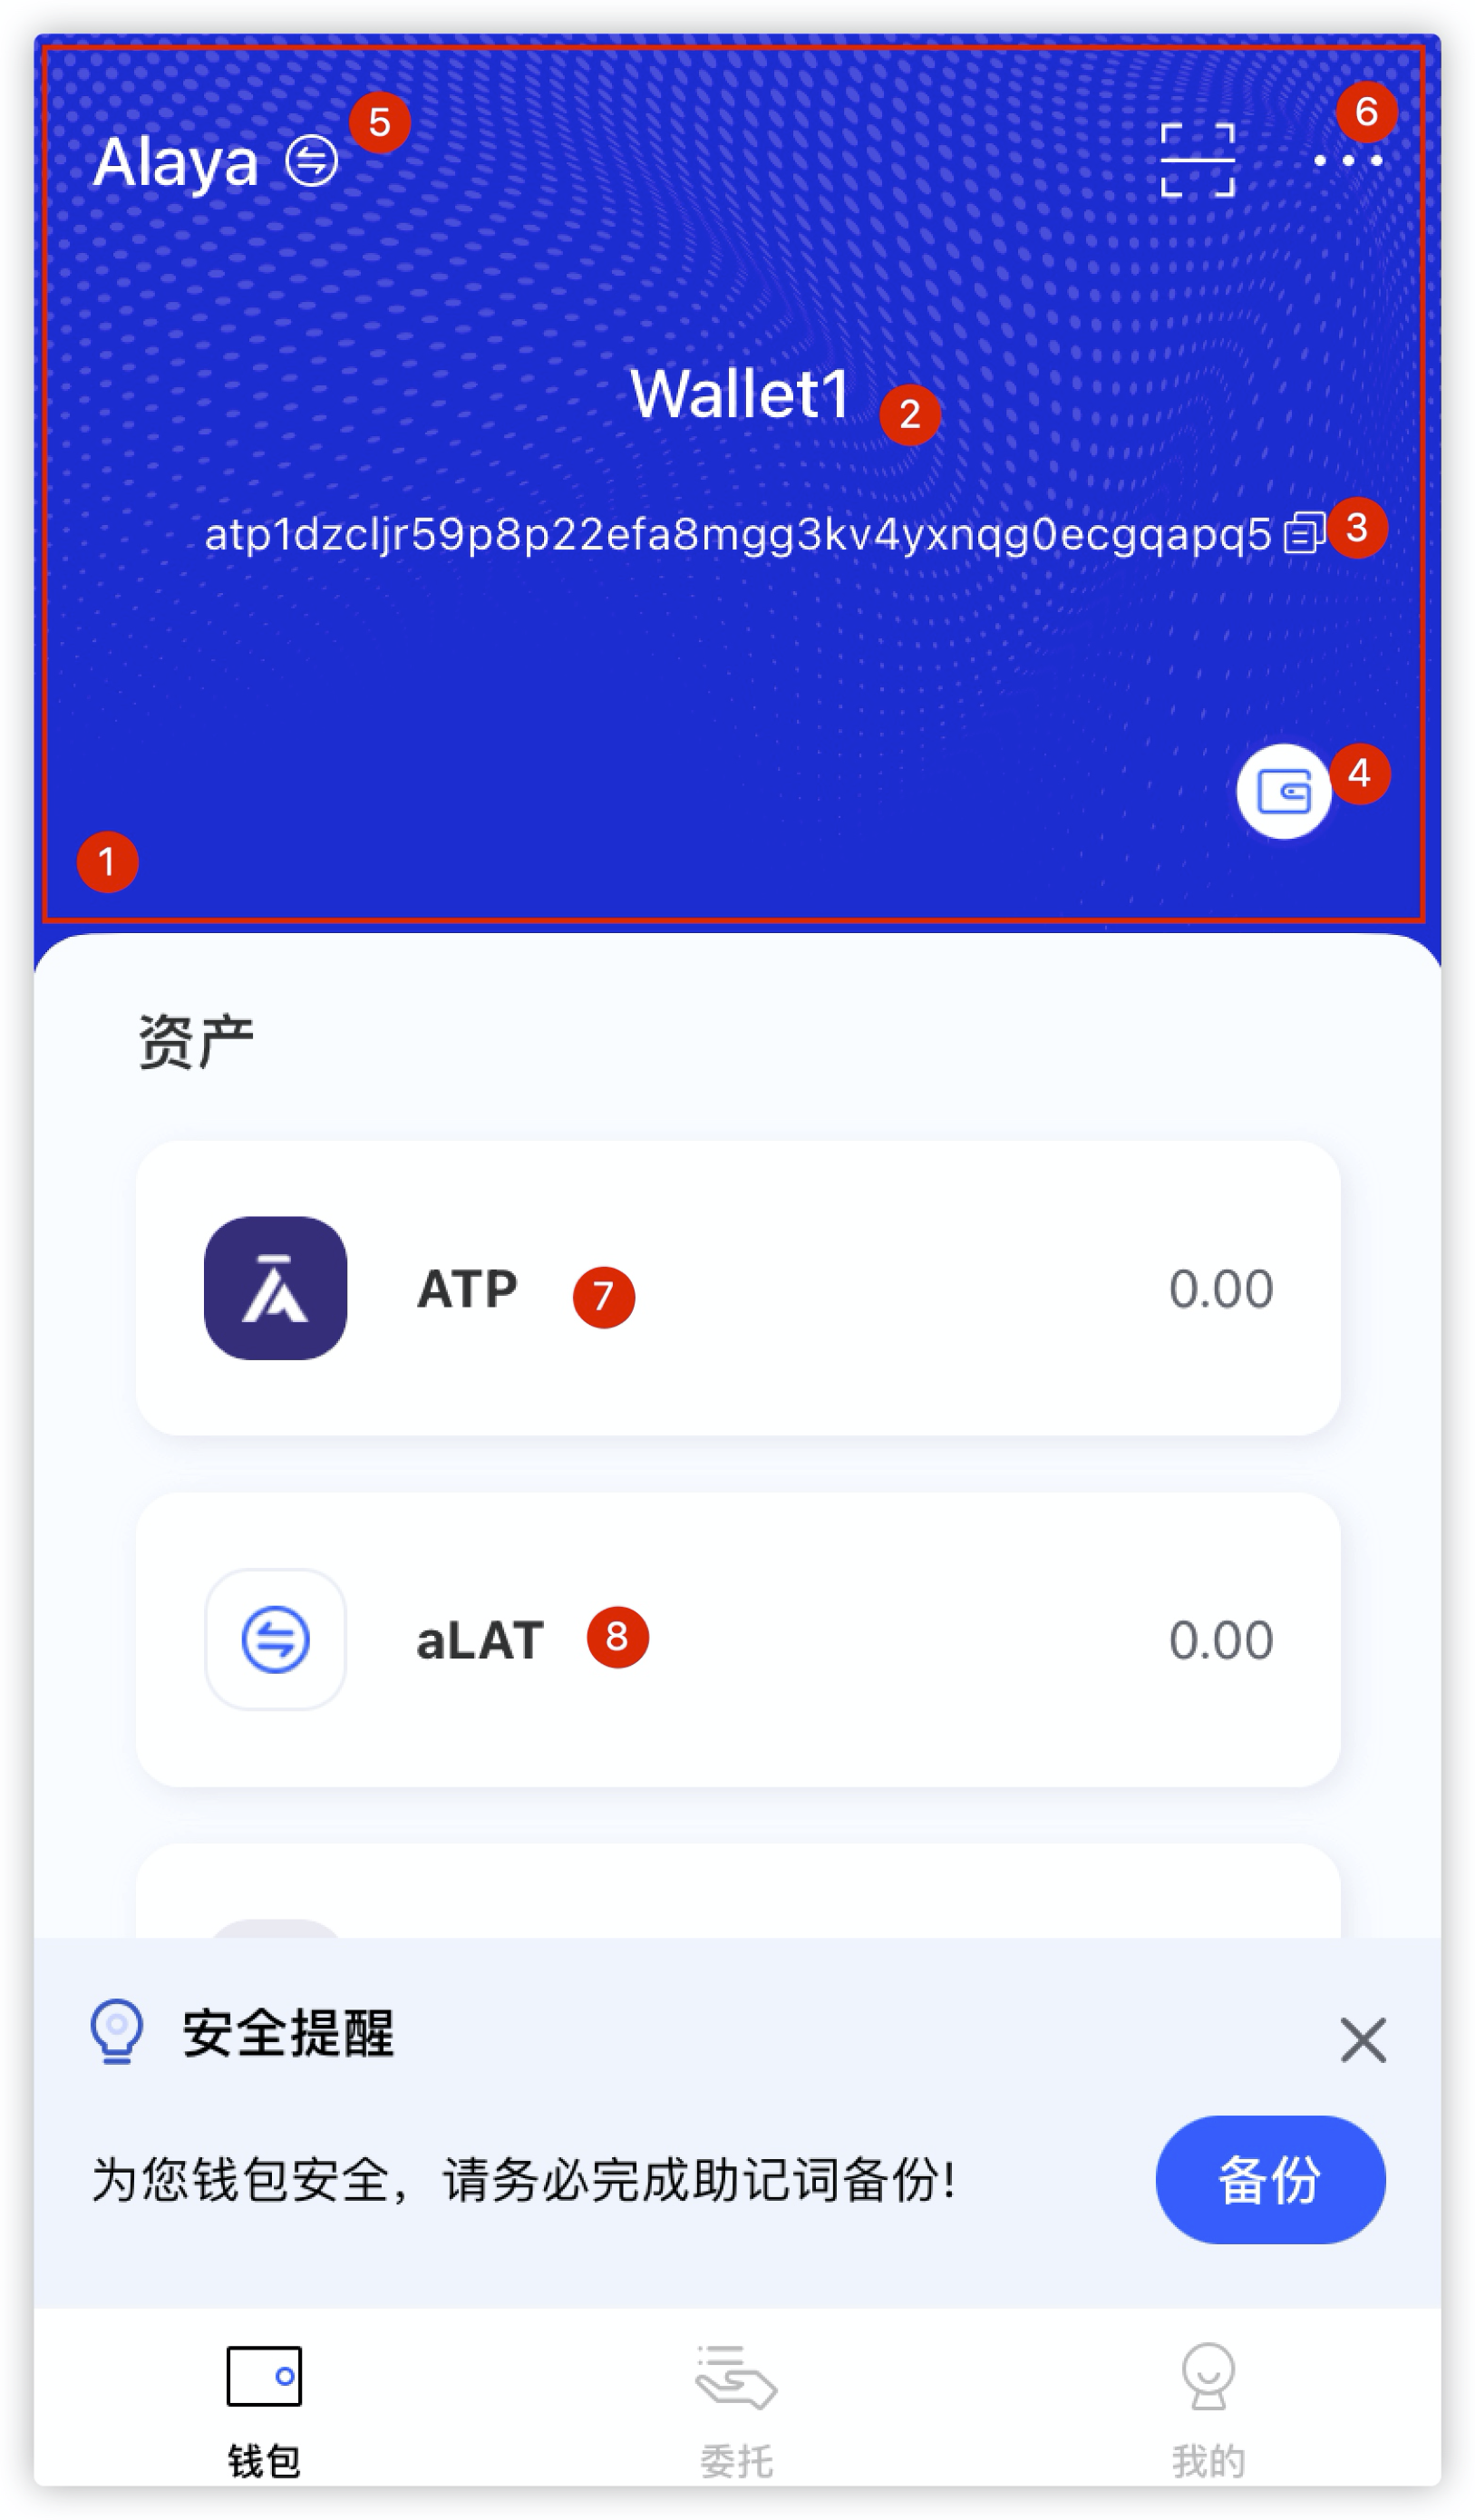 Alaya 5
6
Wallet1 2
atp1dzcljr59p8p22efa8mgg3kv4yxnqg0ecgqapq5 3
4
1
资产
ATP 7 0.00
aLAT 8 0.00
安全提醒
为您钱包安全，请务必完成助记词备份!
备份
钱包 委托 我的